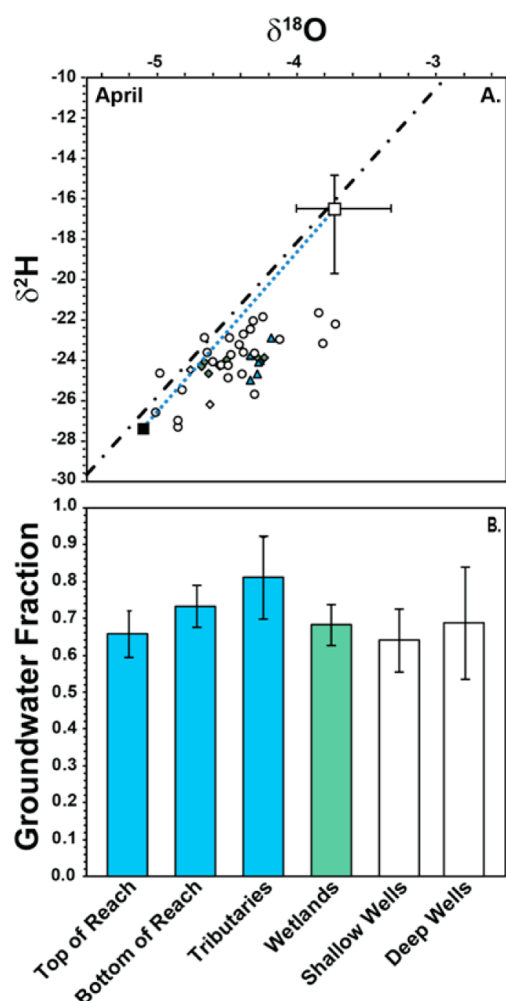 δ18O
-5 -4 -3
April A.
-10
-12
-14
-16
-18
-20
-22
-24
-26
-28
-30
δ2H
B.
1.0
0.9
0.8
0.7
0.6
0.5
0.4
0.3
0.2
0.1
0.0
Groundwater Fraction
Top of Reach
Bottom of Reach
Tributaries
Wetlands
Shallow Wells
Deep Wells